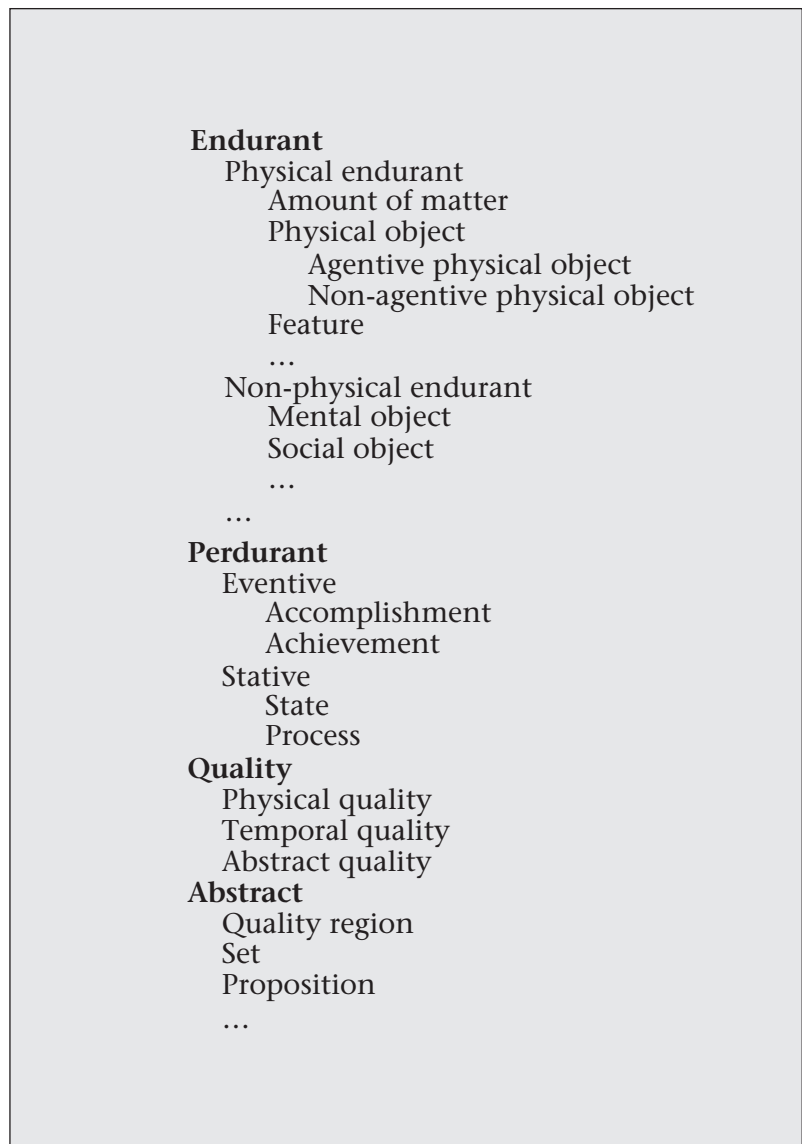 Endurant
Physical endurant
Amount of matter
Physical object
Agentive physical object
Non-agentive physical object
Feature
…
Non-physical endurant
Mental object
Social object
…
…
Perdurant
Eventive
Accomplishment
Achievement
Stative
State
Process
Quality
Physical quality
Temporal quality
Abstract quality
Abstract
Quality region
Set
Proposition
…